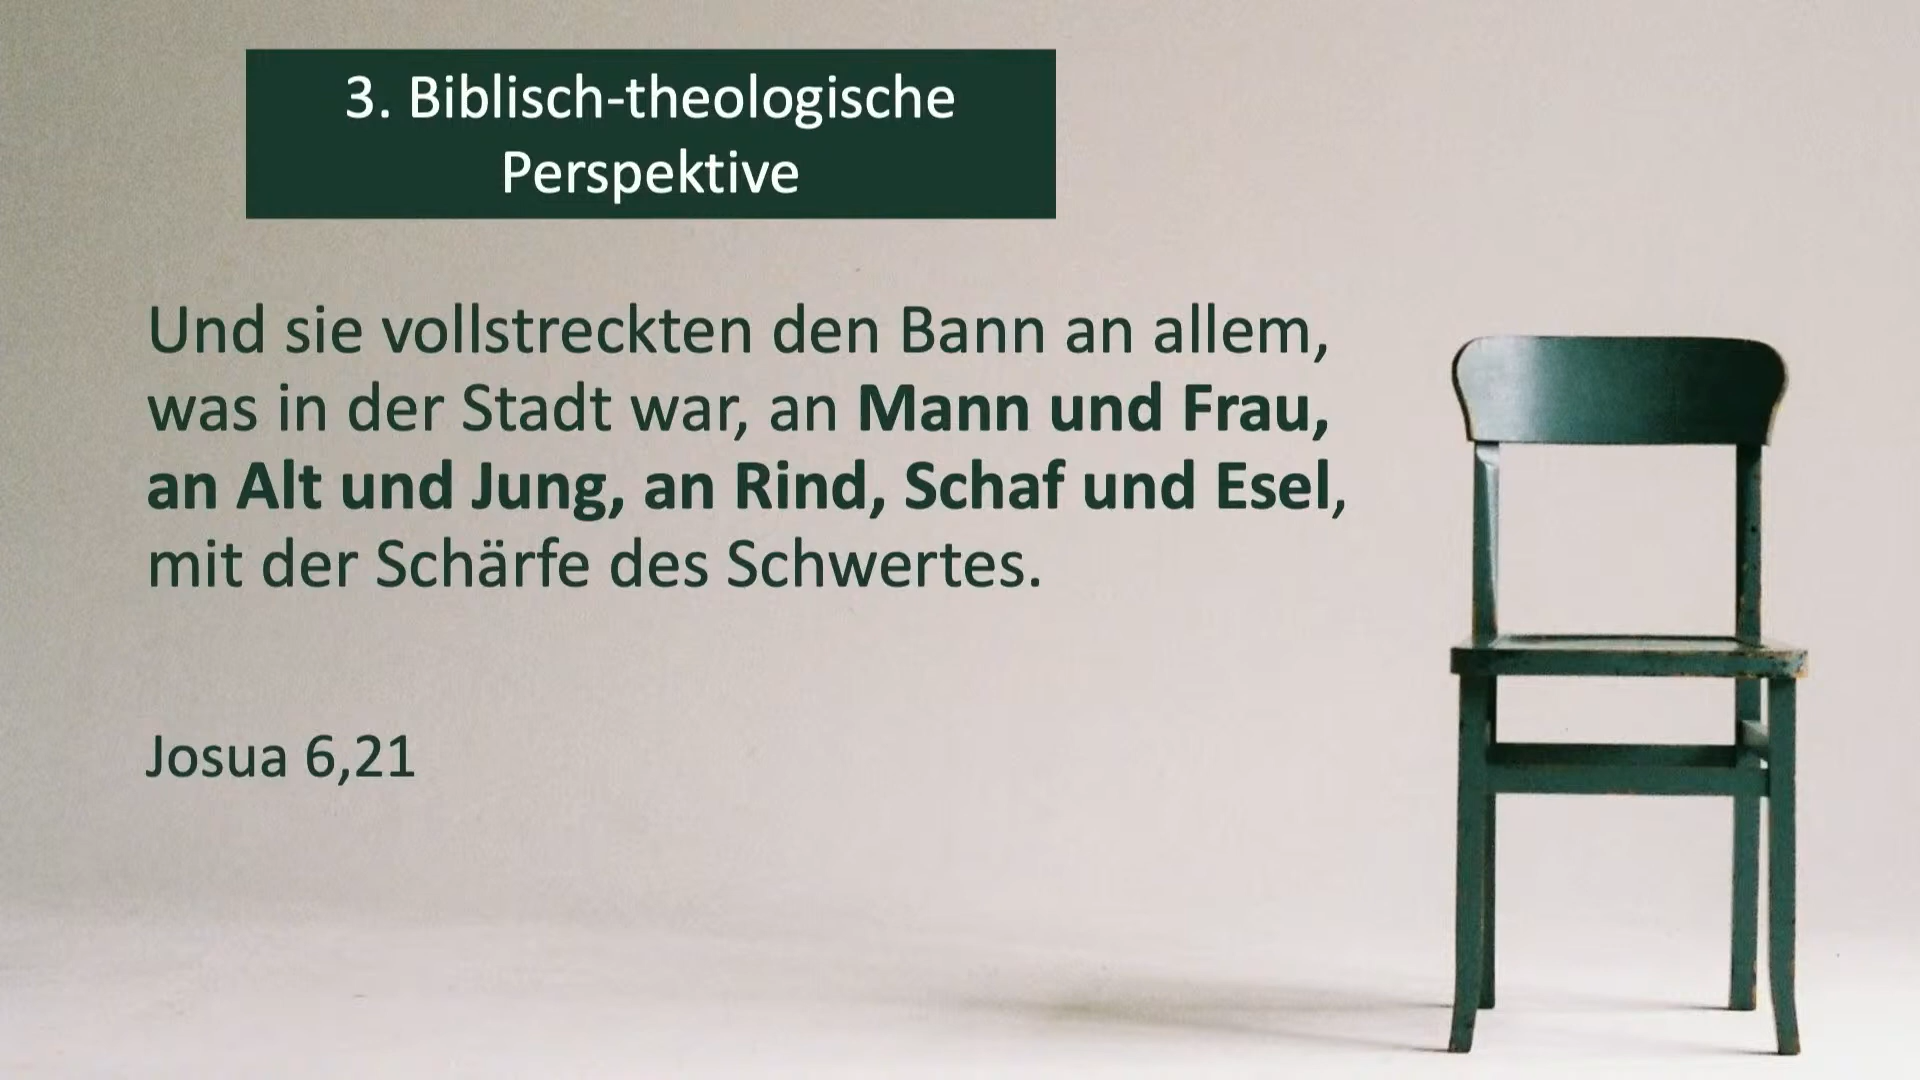 3. Biblisch-theologische
Perspektive
Und sie vollstreckten den Bann an allem,
was in der Stadt war, an Mann und Frau,
an Alt und Jung, an Rind, Schaf und Esel,
mit der Schärfe des Schwertes.
Josua 6,21